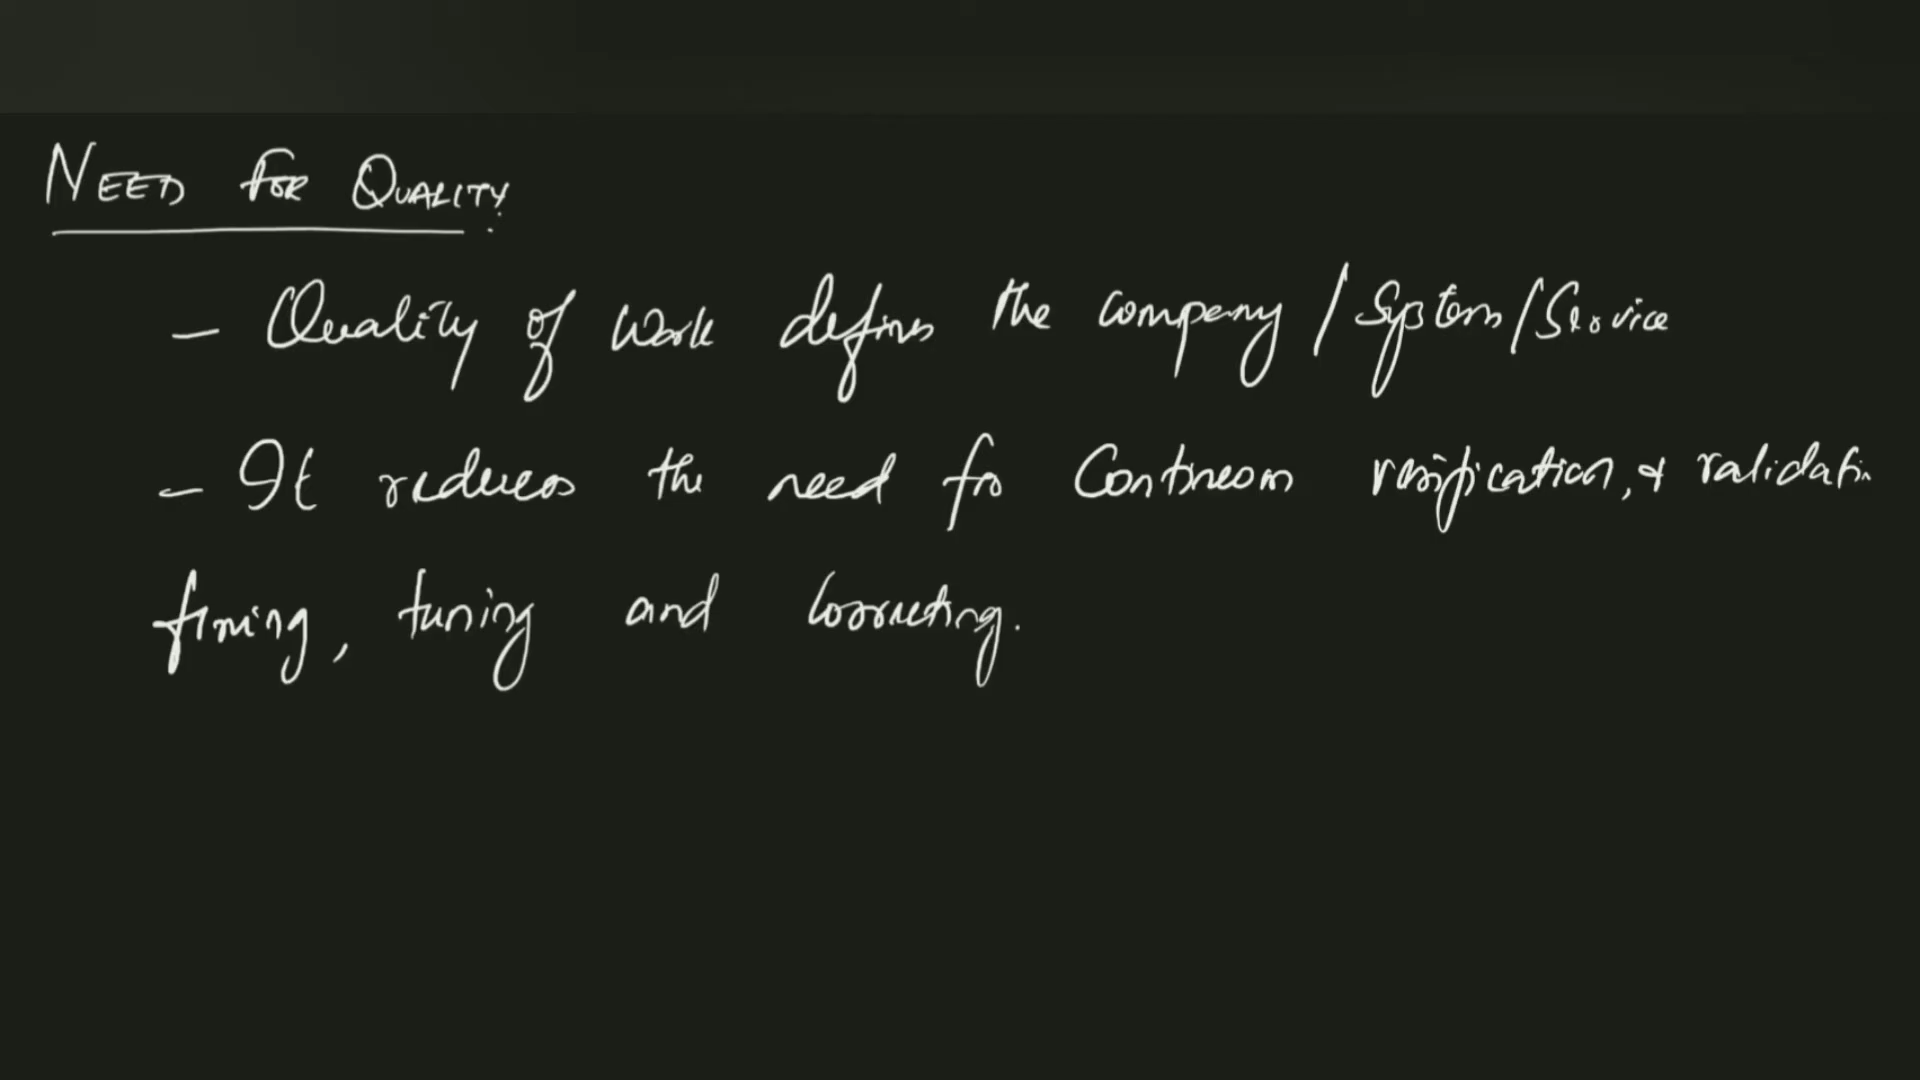 NEED FOR QUALITY:
- Quality of work defines the company / System / Service
- It reduces the need for Continuous verification, & validation
timing, tuning and correcting.